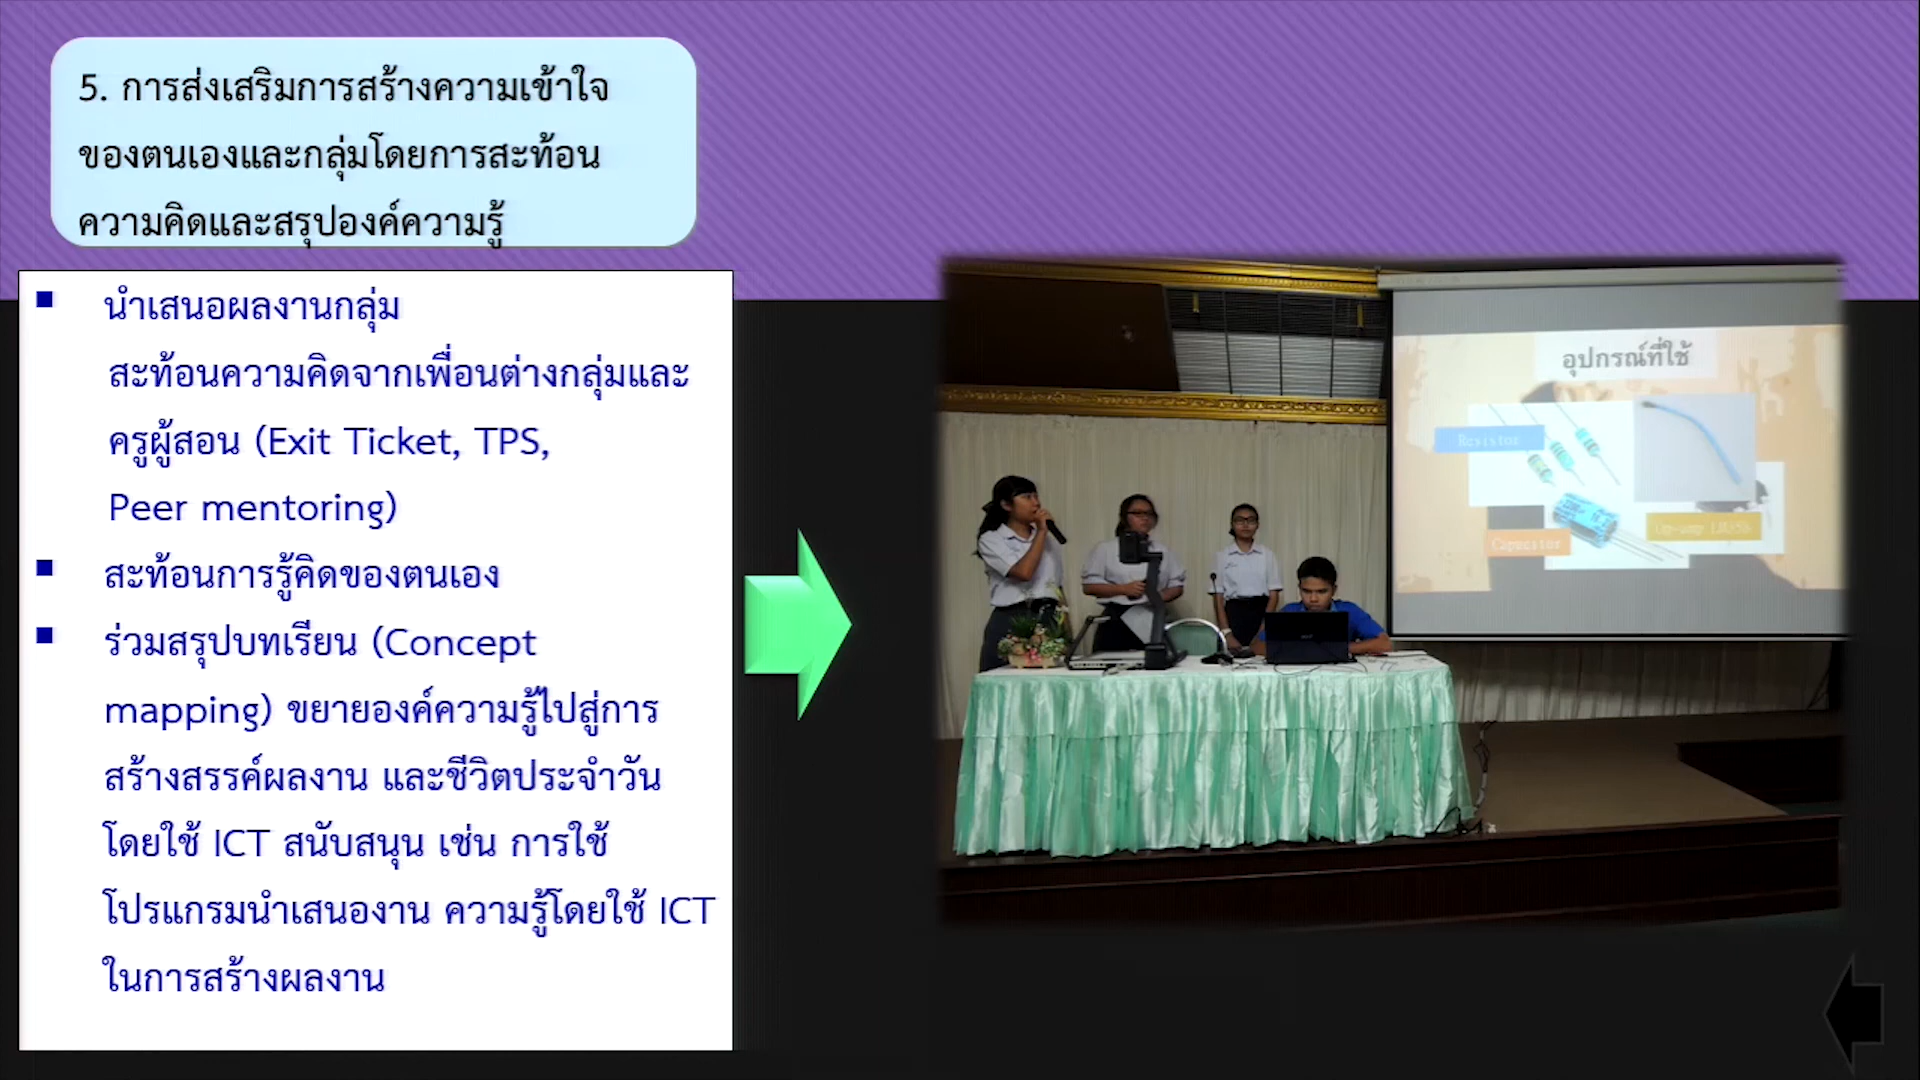 5. การส่งเสริมการสร้างความเข้าใจ
ของตนเองและกลุ่มโดยการสะท้อน
ความคิดและสรุปองค์ความรู้
นำเสนอผลงานกลุ่ม
สะท้อนความคิดจากเพื่อนต่างกลุ่มและ
ครูผู้สอน (Exit Ticket, TPS,
Peer mentoring)
สะท้อนการรู้คิดของตนเอง
ร่วมสรุปบทเรียน (Concept
mapping) ขยายองค์ความรู้ไปสู่การ
สร้างสรรค์ผลงาน และชีวิตประจำวัน
โดยใช้ ICT สนับสนุน เช่น การใช้
โปรแกรมนำเสนองาน ความรู้โดยใช้ ICT
ในการสร้างผลงาน
อุปกรณ์ที่ใช้
Resistor
Capacitor